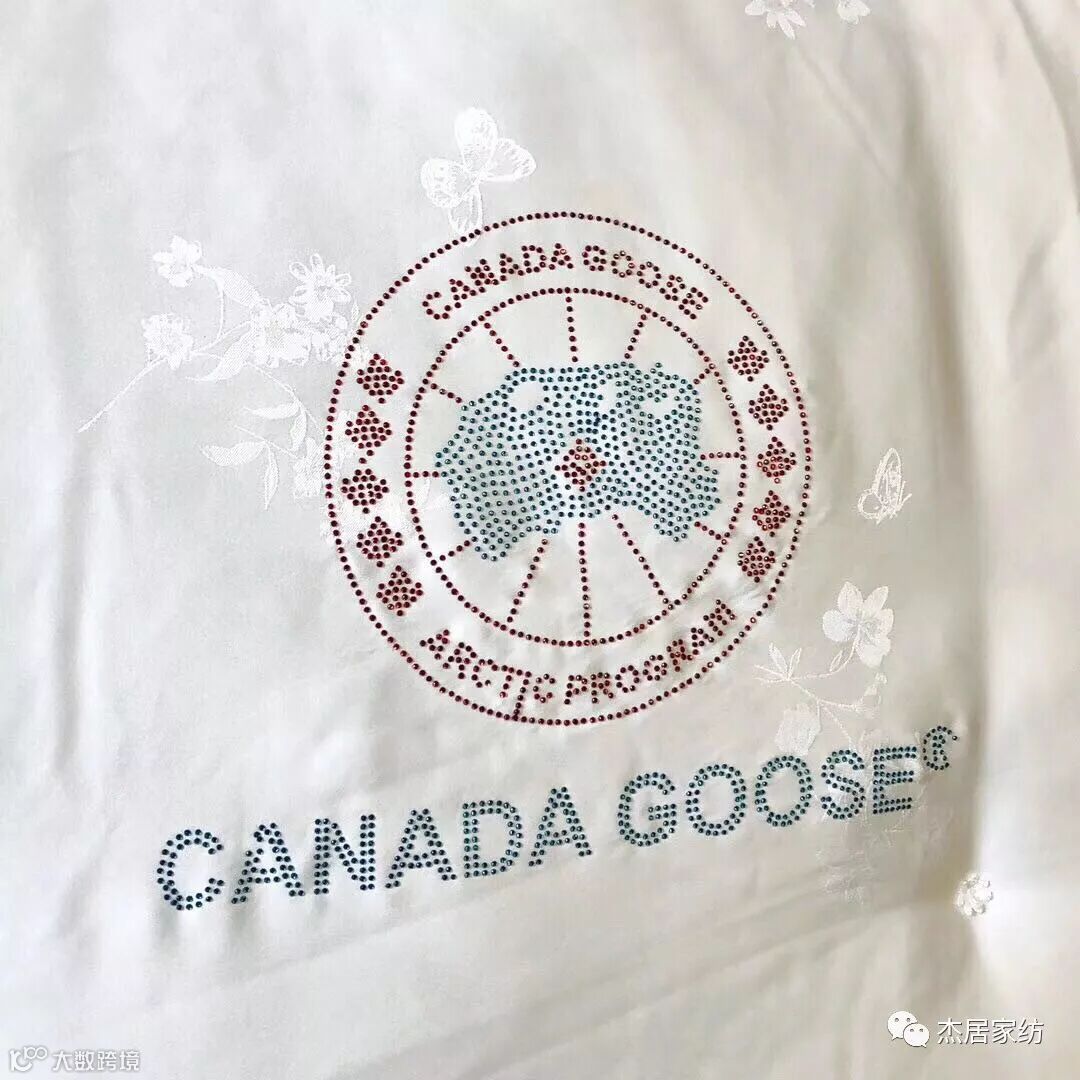 CANADA GOOSE
ARCTIC PROGRAM
CANADA GOOSE®
杰居家纺
大数跨境